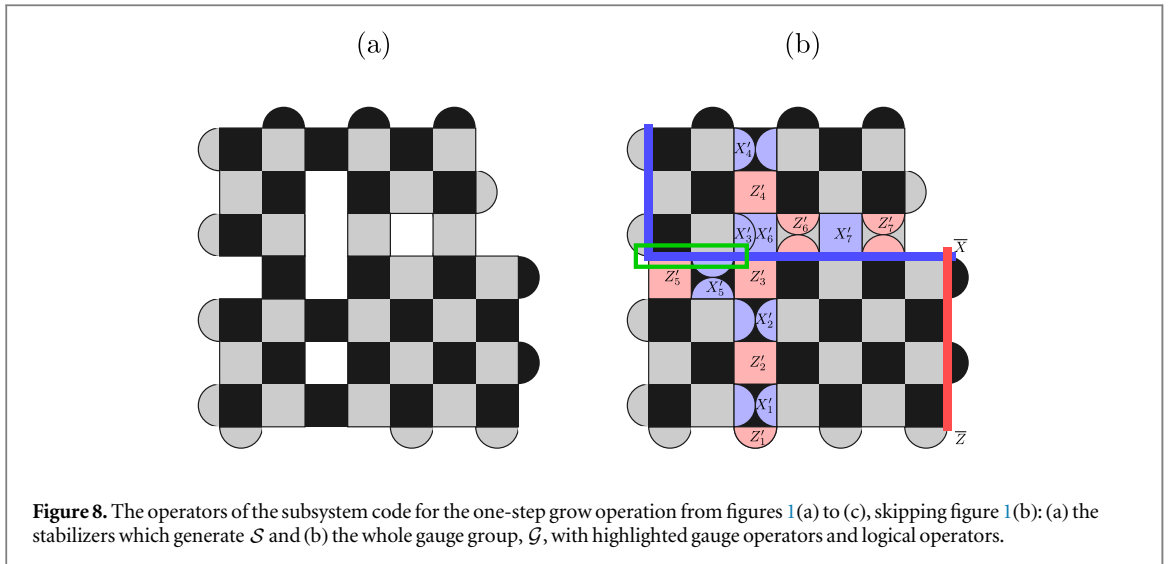 (a)
(b)
X′4
Z′4
X′3 X′6 Z′6 X′7 Z′7
X̅
Z′5 X′5 Z′3
X′2
Z′2
X′1
Z′1
Z̅
Figure 8. The operators of the subsystem code for the one-step grow operation from figures 1(a) to (c), skipping figure 1(b): (a) the
stabilizers which generate 𝒮 and (b) the whole gauge group, 𝒢, with highlighted gauge operators and logical operators.